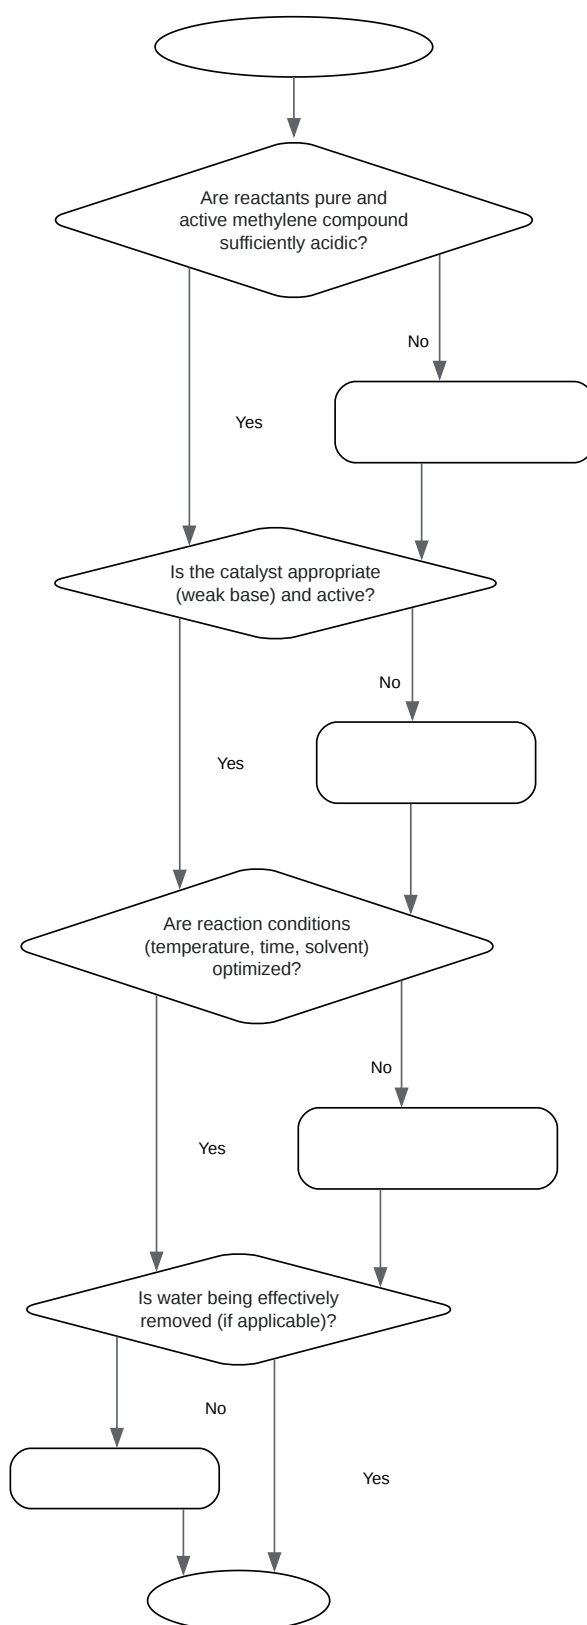 Are reactants pure and
active methylene compound
sufficiently acidic?
No
Yes
Is the catalyst appropriate
(weak base) and active?
No
Yes
Are reaction conditions
(temperature, time, solvent)
optimized?
No
Yes
Is water being effectively
removed (if applicable)?
No
Yes